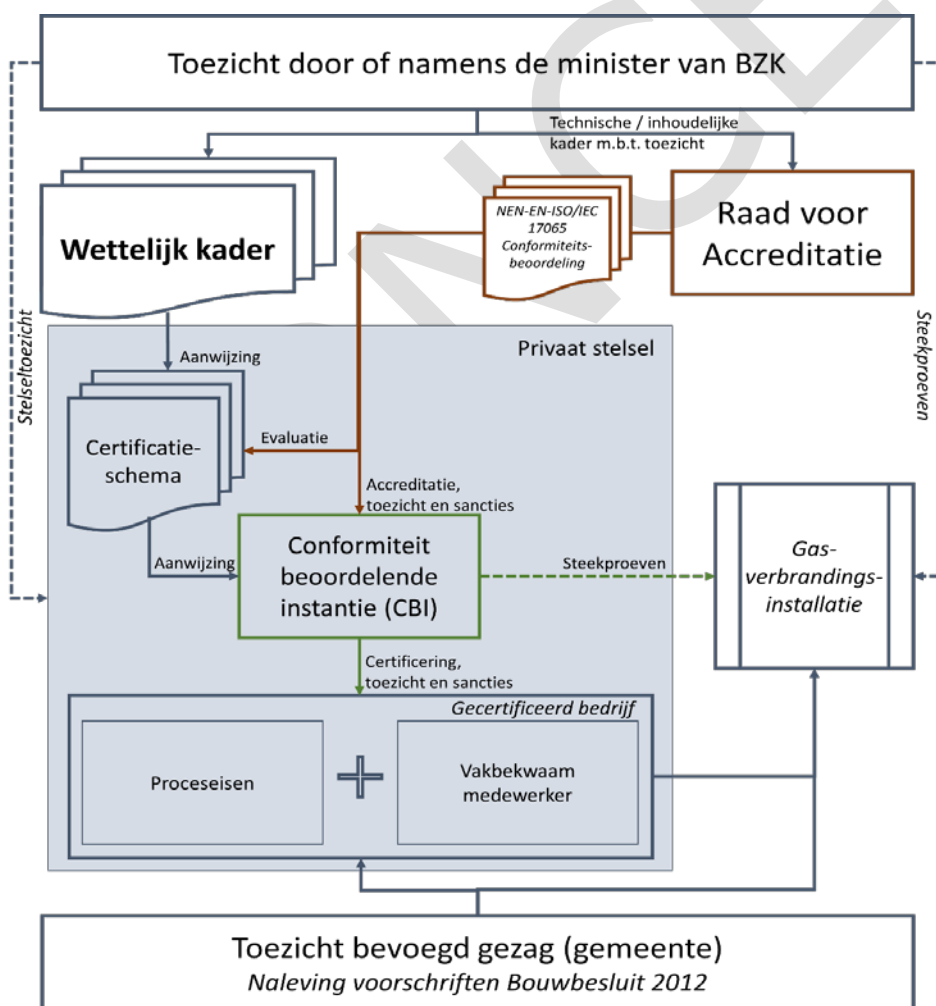 Toezicht door of namens de minister van BZK
Technische / inhoudelijke
kader m.b.t. toezicht
NEN-EN-ISO/IEC
17065
Conformiteits-
beoordeling
Raad voor
Accreditatie
Wettelijk kader
Stelseltoezicht
Steekproeven
Privaat stelsel
Aanwijzing
Certificatie-
schema
Evaluatie
Accreditatie,
toezicht en sancties
Aanwijzing
Conformiteit
beoordelende
instantie (CBI)
Steekproeven
Gas-
verbrandings-
installatie
Certificering,
toezicht en sancties
Gecertificeerd bedrijf
Proceseisen
Vakbekwaam
medewerker
Toezicht bevoegd gezag (gemeente)
Naleving voorschriften Bouwbesluit 2012